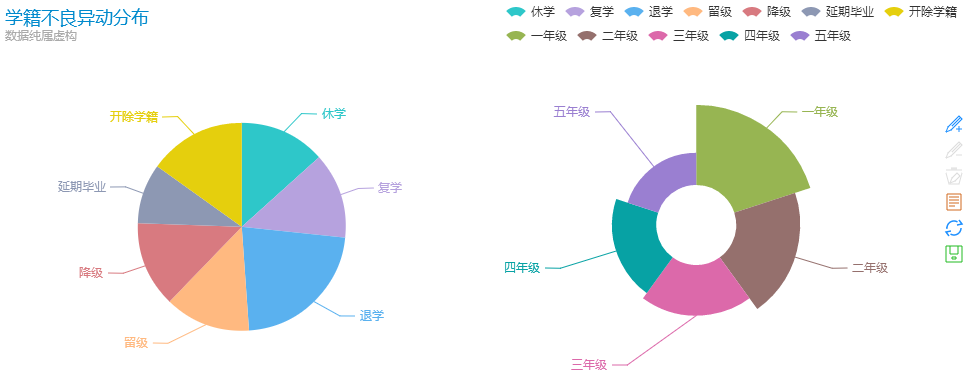 学籍不良异动分布
数据纯属虚构
休学 复学 退学 留级 降级 延期毕业 开除学籍
一年级 二年级 三年级 四年级 五年级
开除学籍
休学
延期毕业
复学
降级
退学
留级
五年级
一年级
四年级
二年级
三年级